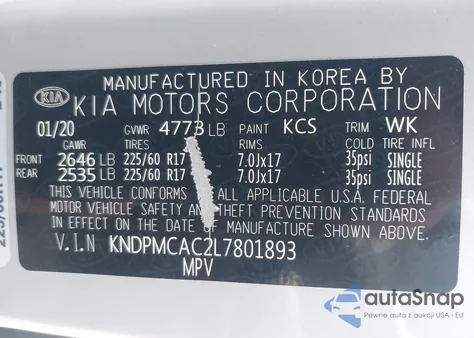 MANUFACTURED IN KOREA BY
KIA KIA MOTORS CORPORATION
01/20 GVWR 4773 LB PAINT KCS TRIM WK
GAWR TIRES RIMS COLD TIRE INFL
FRONT 2646 LB 225/60 R17 7.0Jx17 35psi SINGLE
REAR 2535 LB 225/60 R17 7.0Jx17 35psi SINGLE
THIS VEHICLE CONFORMS TO ALL APPLICABLE U.S.A. FEDERAL
MOTOR VEHICLE SAFETY AND THEFT PREVENTION STANDARDS
IN EFFECT ON THE DATE OF MANUFACTURE SHOWN ABOVE.
V.I.N KNDPMCAC2L7801893
MPV
autoSnap
Pewne auta z USA i EU